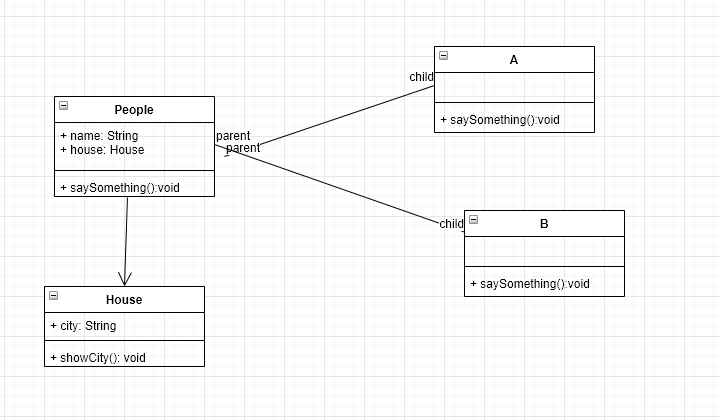 People
+ name: String
+ house: House
+ saySomething():void
parent
parent
child
A
+ saySomething():void
child
B
+ saySomething():void
House
+ city: String
+ showCity(): void